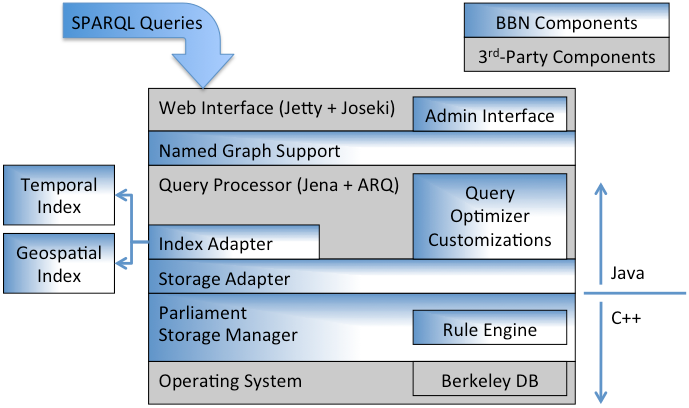 SPARQL Queries
BBN Components
3rd-Party Components
Web Interface (Jetty + Joseki)
Admin Interface
Named Graph Support
Query Processor (Jena + ARQ)
Query
Optimizer
Customizations
Temporal
Index
Geospatial
Index
Index Adapter
Storage Adapter
Java
C++
Parliament
Storage Manager
Rule Engine
Operating System
Berkeley DB